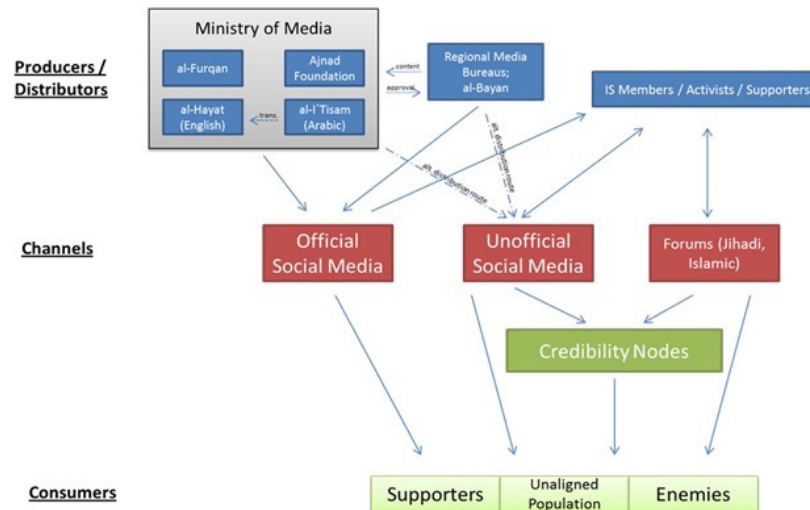 Ministry of Media
Producers /
Distributors
al-Furqan
Ajnad
Foundation
al-Hayat
(English)
trans.
al-I`Tisam
(Arabic)
content
approval
Regional Media
Bureaus;
al-Bayan
IS Members / Activists / Supporters
alt. distribution route
alt. distribution route
Channels
Official
Social Media
Unofficial
Social Media
Forums (Jihadi,
Islamic)
Credibility Nodes
Consumers
Supporters
Unaligned
Population
Enemies